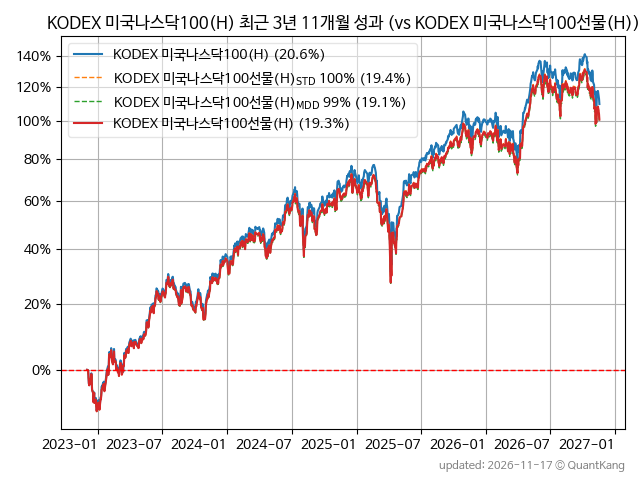 KODEX 미국나스닥100(H) 최근 3년 11개월 성과 (vs KODEX 미국나스닥100선물(H))
KODEX 미국나스닥100(H) (20.6%)
KODEX 미국나스닥100선물(H)STD 100% (19.4%)
KODEX 미국나스닥100선물(H)MDD 99% (19.1%)
KODEX 미국나스닥100선물(H) (19.3%)
140%
120%
100%
80%
60%
40%
20%
0%
2023-01 2023-07 2024-01 2024-07 2025-01 2025-07 2026-01 2026-07 2027-01
updated: 2026-11-17 © QuantKang